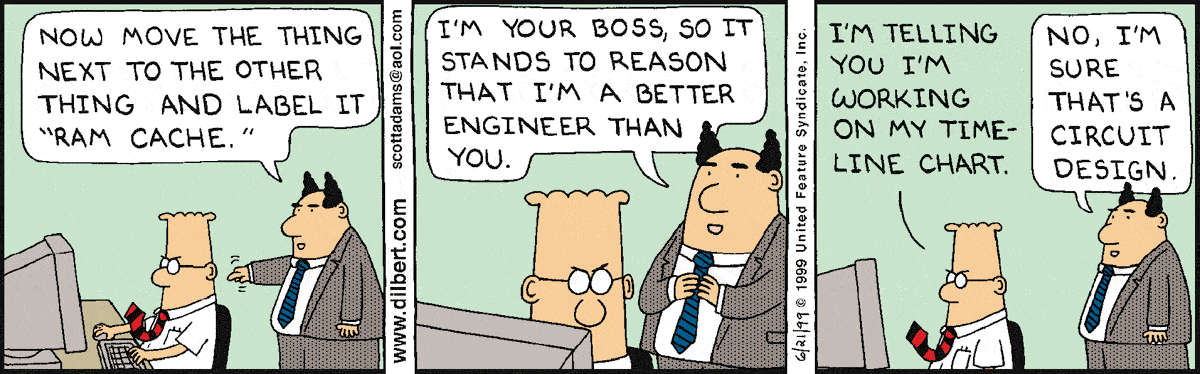 NOW MOVE THE THING
NEXT TO THE OTHER
THING AND LABEL IT
"RAM CACHE."
www.dilbert.com scottadams@aol.com
I'M YOUR BOSS, SO IT
STANDS TO REASON
THAT I'M A BETTER
ENGINEER THAN
YOU.
6/21/99 © 1999 United Feature Syndicate, Inc.
I'M TELLING
YOU I'M
WORKING
ON MY TIME-
LINE CHART.
NO, I'M
SURE
THAT'S A
CIRCUIT
DESIGN.